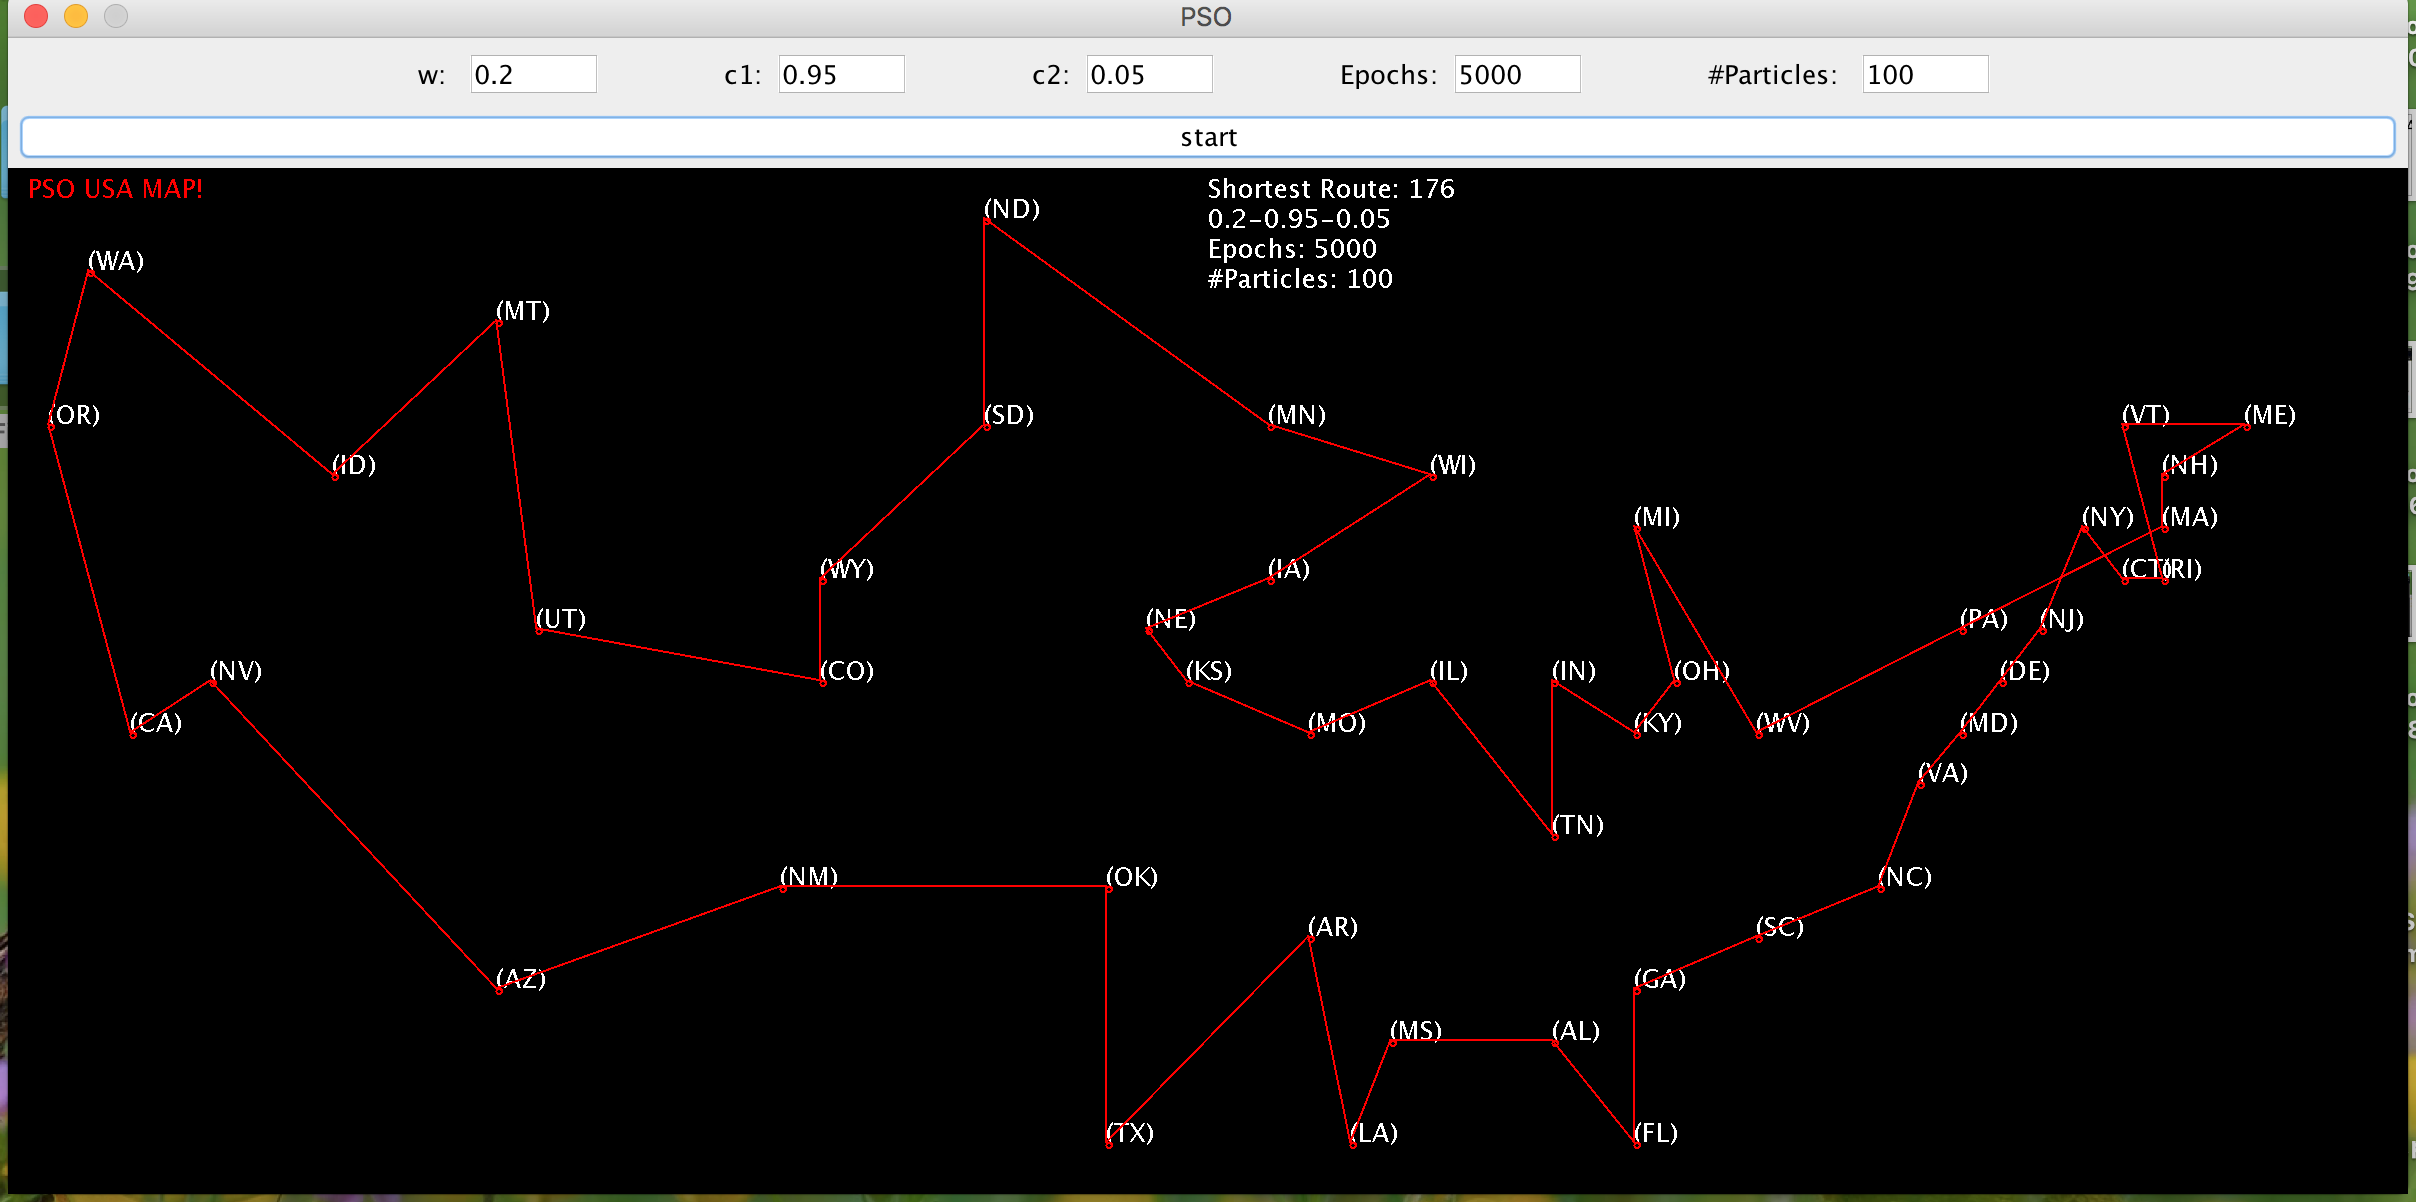 PSO
w: 0.2 c1: 0.95 c2: 0.05 Epochs: 5000 #Particles: 100
start
PSO USA MAP!
Shortest Route: 176
0.2-0.95-0.05
Epochs: 5000
#Particles: 100
(ND)
(WA)
(MT)
(OR)
(SD)
(MN)
(VT)
(ME)
(ID)
(WI)
(NH)
(MI)
(NY)
(MA)
(WY)
(IA)
(CT)
(RI)
(UT)
(NE)
(PA)
(NJ)
(NV)
(CO)
(KS)
(IL)
(IN)
(OH)
(DE)
(CA)
(MO)
(KY)
(WV)
(MD)
(VA)
(TN)
(NM)
(OK)
(NC)
(AR)
(SC)
(AZ)
(GA)
(MS)
(AL)
(TX)
(LA)
(FL)